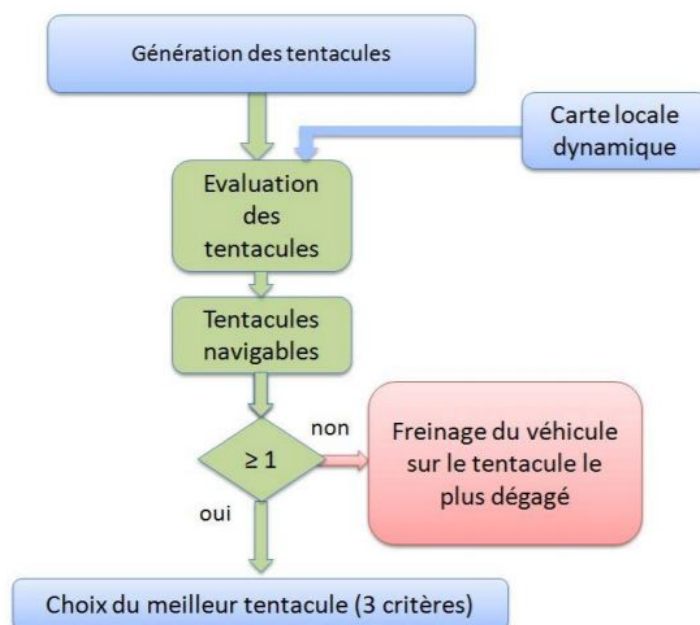 Génération des tentacules
Carte locale
dynamique
Evaluation
des
tentacules
Tentacules
navigables
≥ 1
non
Freinage du véhicule
sur le tentacule le
plus dégagé
oui
Choix du meilleur tentacule (3 critères)